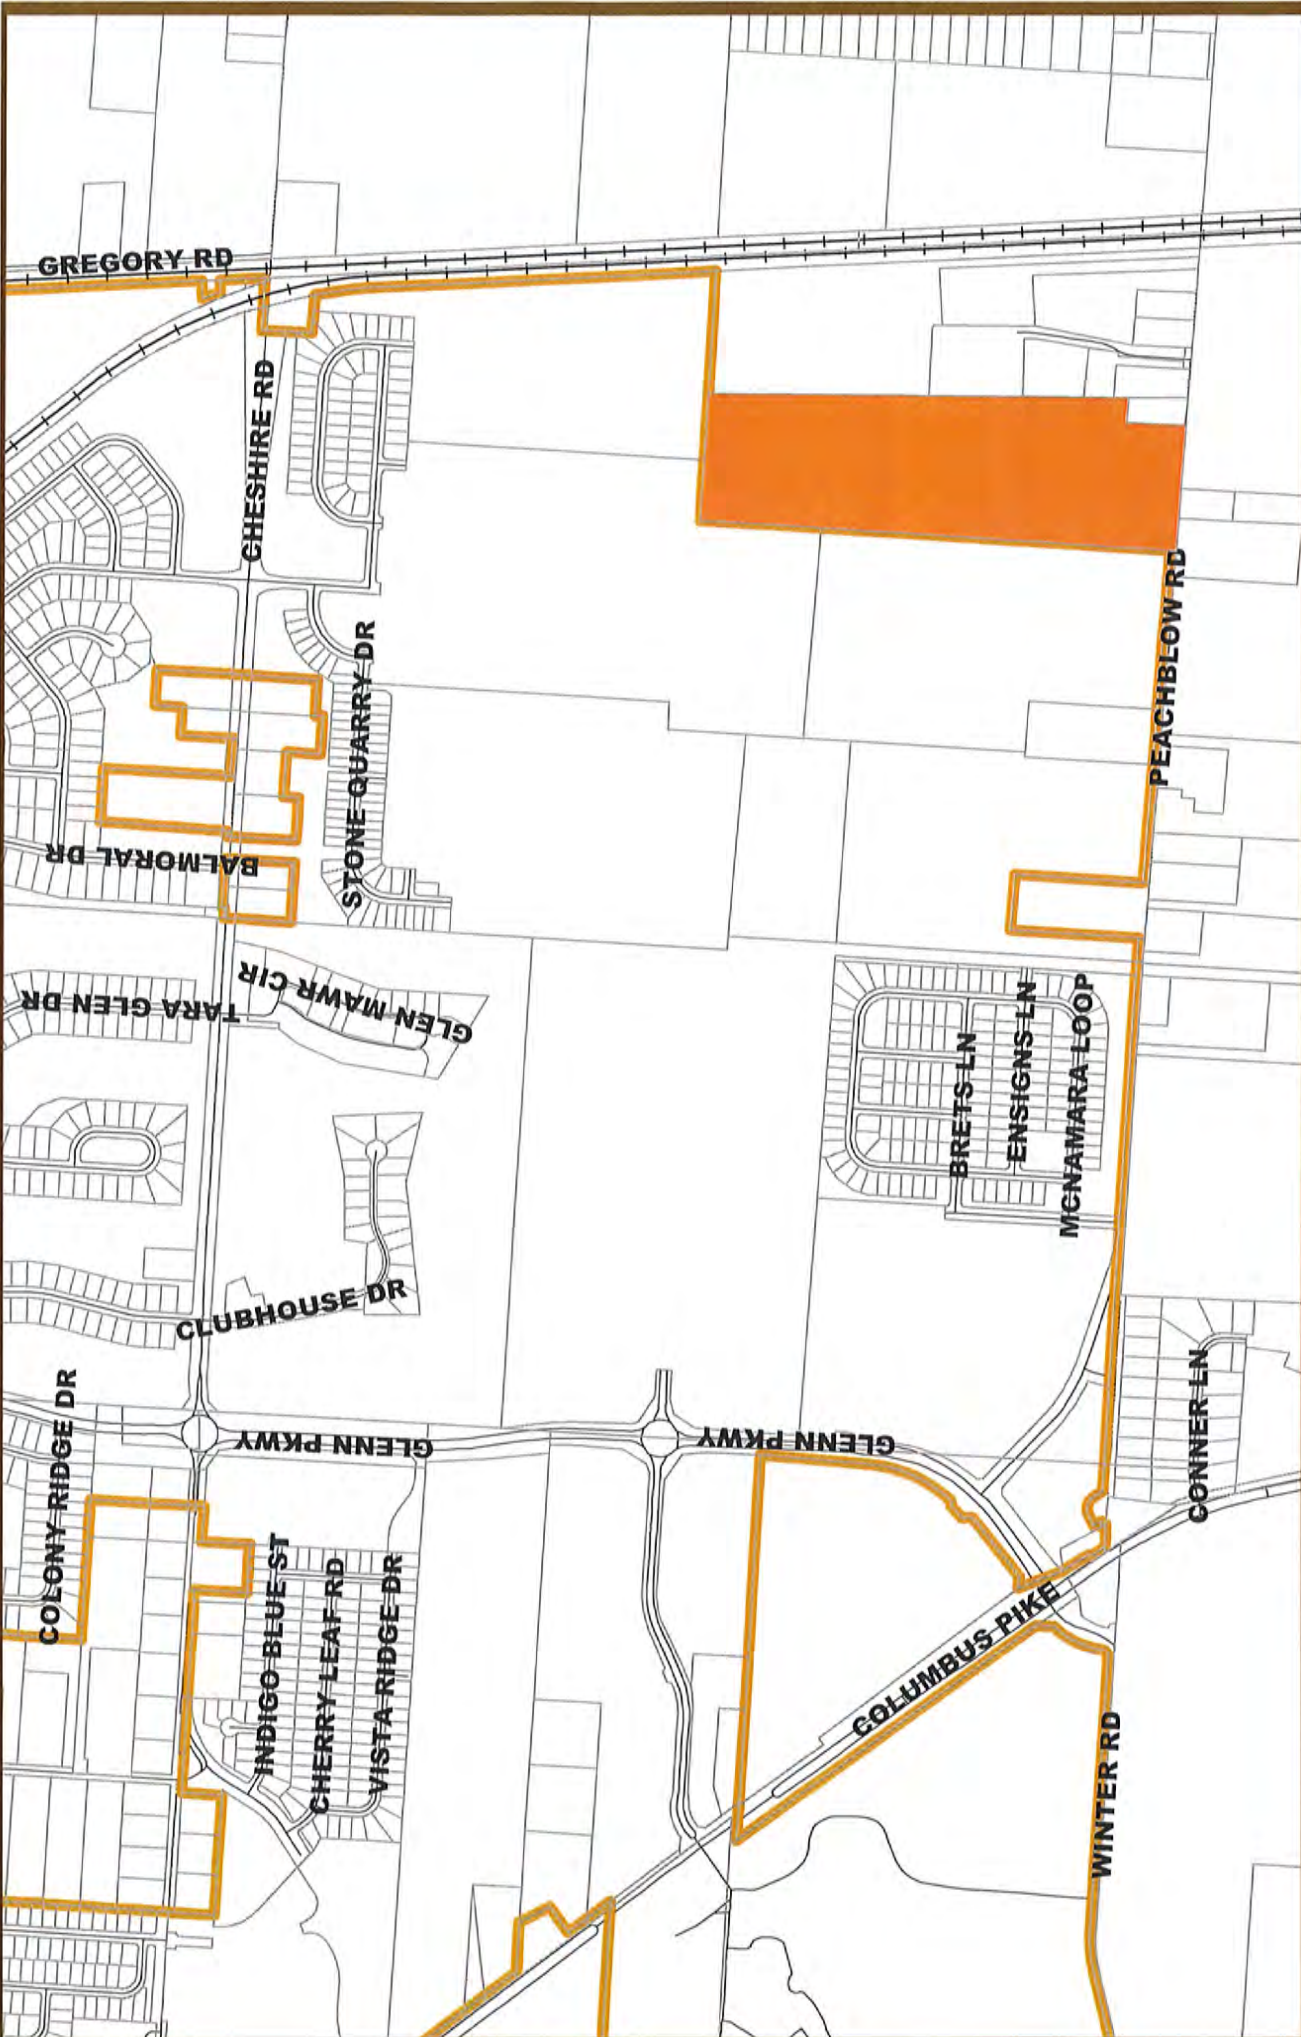 GREGORY RD
CHESHIRE RD
PEACHBLOW RD
STONE QUARRY DR
BALMORAL DR
GLEN MAWR CIR
TARA GLEN DR
BRETS LN
ENSIGNS LN
MCNAMARA LOOP
CLUBHOUSE DR
COLONY RIDGE DR
GLENN PKWY
GLENN PKWY
CONNER LN
INDIGO BLUE ST
CHERRY LEAF RD
VISTA RIDGE DR
COLUMBUS PIKE
WINTER RD